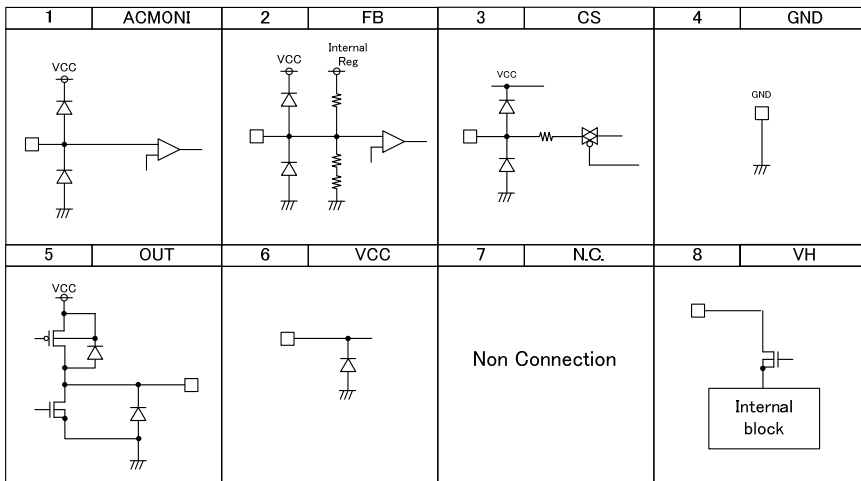 1 ACMONI 2 FB 3 CS 4 GND
VCC
VCC
Internal
Reg
VCC
GND
5 OUT 6 VCC 7 N.C. 8 VH
VCC
Non Connection
Internal
block